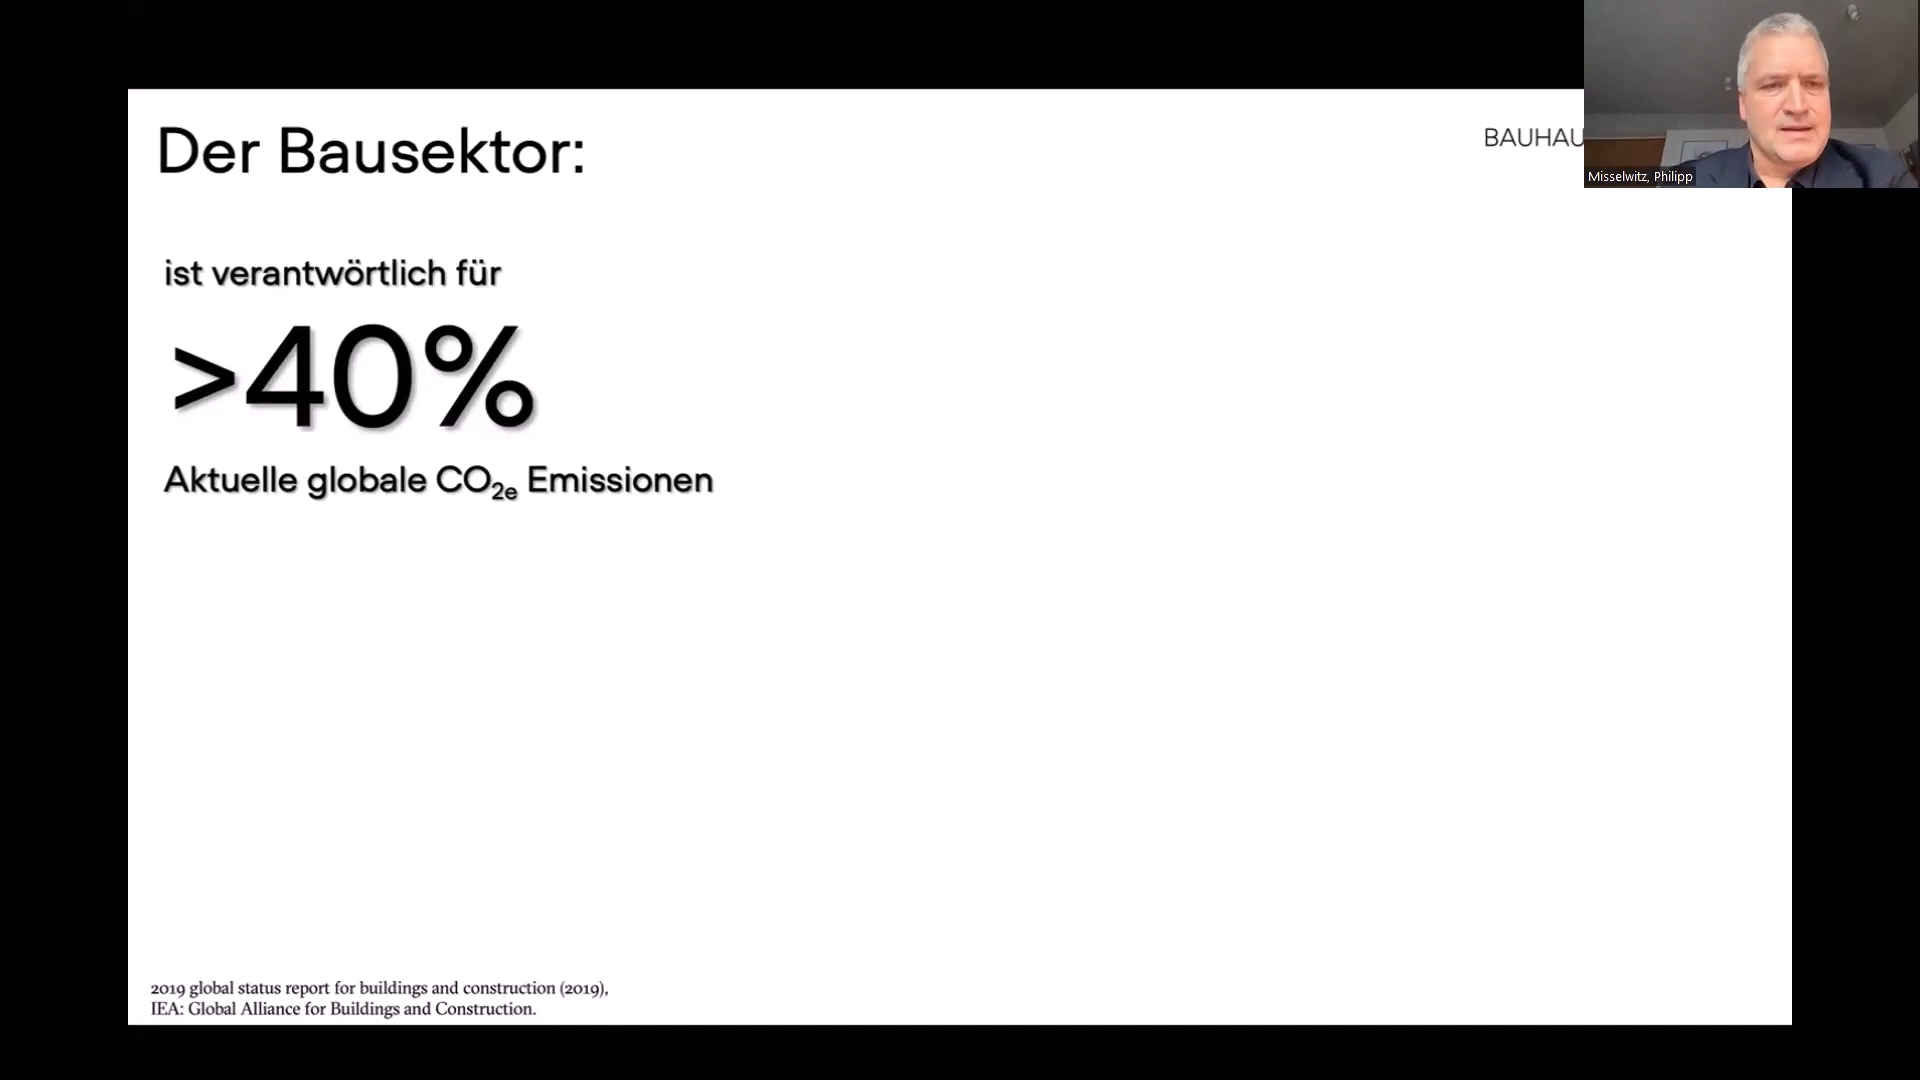 Der Bausektor:
BAUHAU
Misselwitz, Philipp
ist verantwörtlich für
>40%
Aktuelle globale CO2e Emissionen
2019 global status report for buildings and construction (2019),
IEA: Global Alliance for Buildings and Construction.